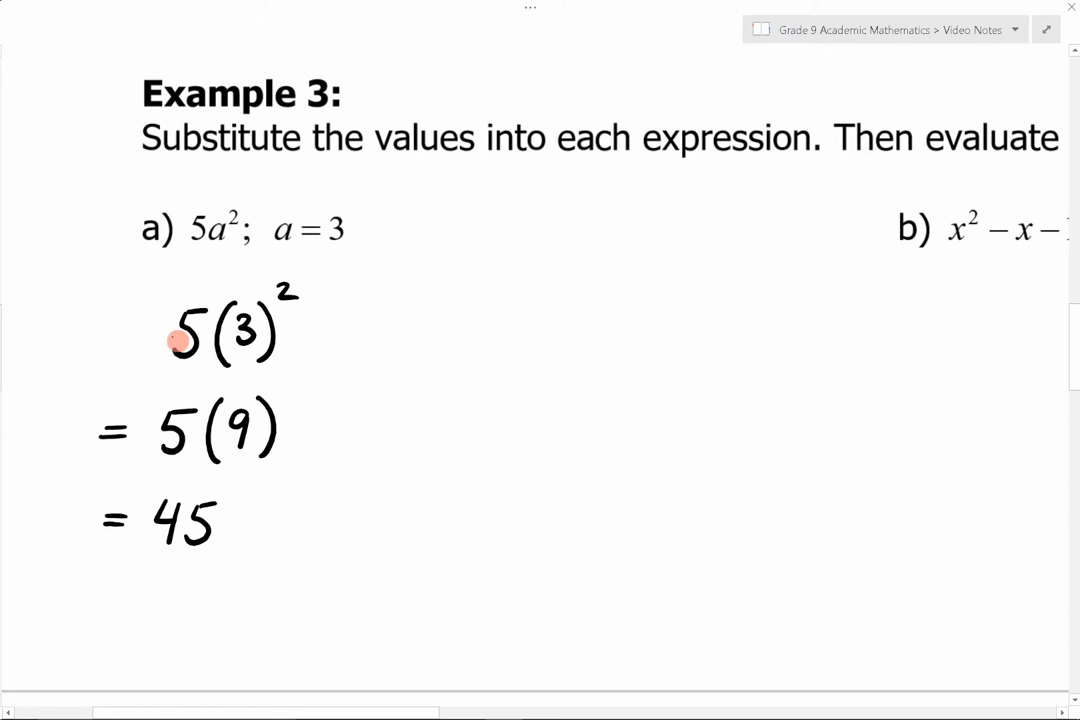 Grade 9 Academic Mathematics > Video Notes
Example 3:
Substitute the values into each expression. Then evaluate
a) 5a²; a = 3
b) x² – x –
5(3)²
= 5(9)
= 45